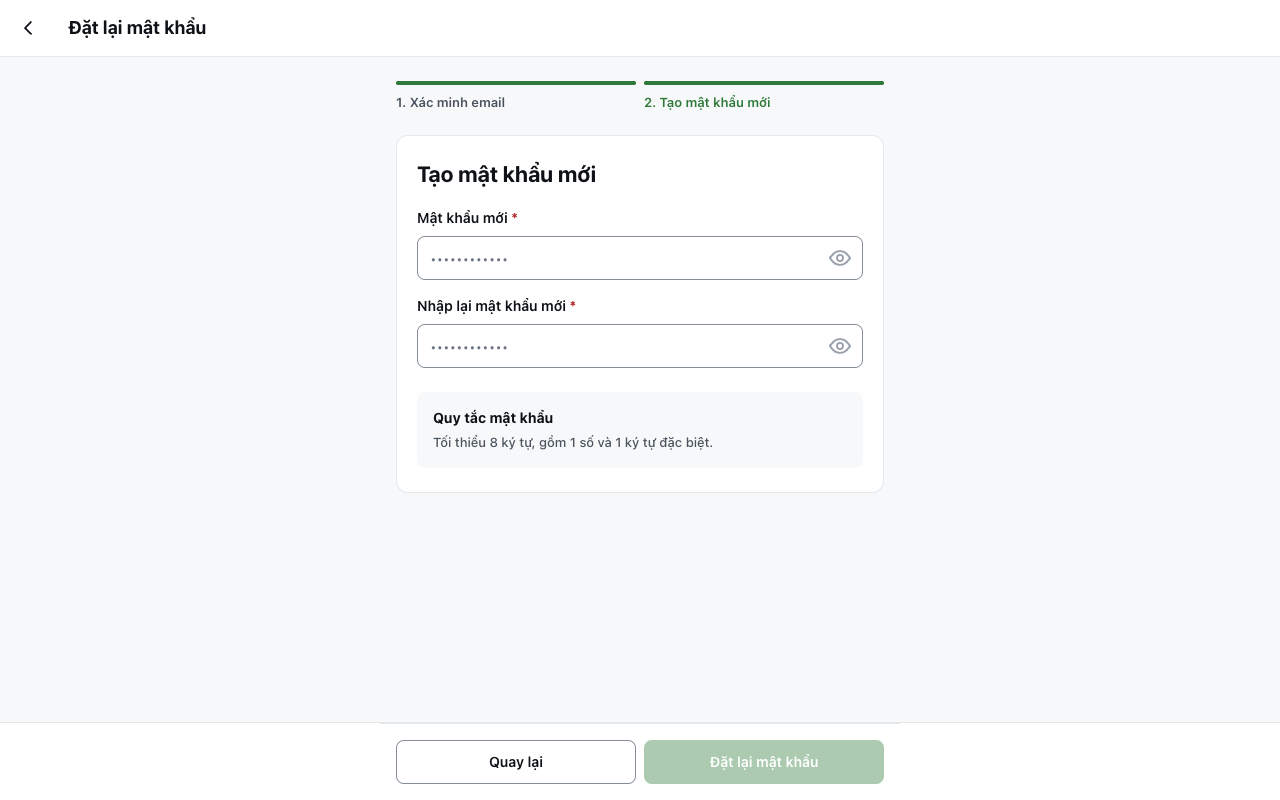 Đặt lại mật khẩu
1. Xác minh email
2. Tạo mật khẩu mới
Tạo mật khẩu mới
Mật khẩu mới *
••••••••••••
Nhập lại mật khẩu mới *
••••••••••••
Quy tắc mật khẩu
Tối thiểu 8 ký tự, gồm 1 số và 1 ký tự đặc biệt.
Quay lại
Đặt lại mật khẩu